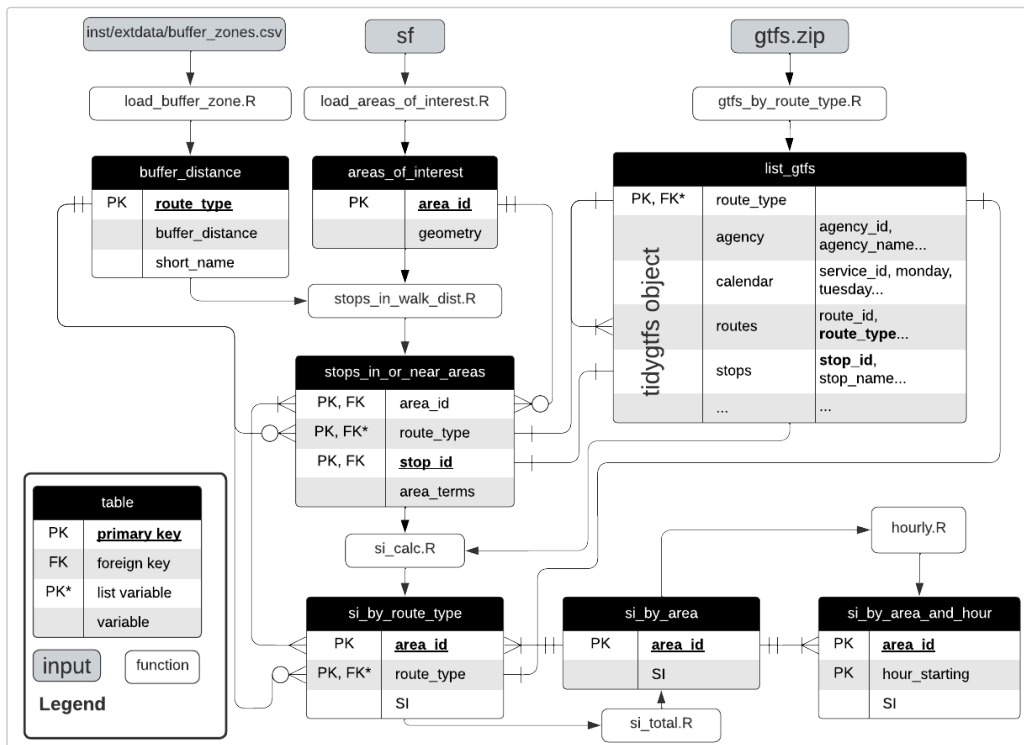 inst/extdata/buffer_zones.csv
sf
gtfs.zip
load_buffer_zone.R
load_areas_of_interest.R
gtfs_by_route_type.R
buffer_distance
PK route_type
buffer_distance
short_name
areas_of_interest
PK area_id
geometry
list_gtfs
PK, FK* route_type
tidygtfs object
agency agency_id,
agency_name...
calendar service_id, monday,
tuesday...
routes route_id,
route_type...
stops stop_id,
stop_name...
... ...
stops_in_walk_dist.R
stops_in_or_near_areas
PK, FK area_id
PK, FK* route_type
PK, FK stop_id
area_terms
si_calc.R
hourly.R
si_by_route_type
PK area_id
PK, FK* route_type
SI
si_by_area
PK area_id
SI
si_by_area_and_hour
PK area_id
PK hour_starting
SI
si_total.R
table
PK primary key
FK foreign key
PK* list variable
variable
input function
Legend